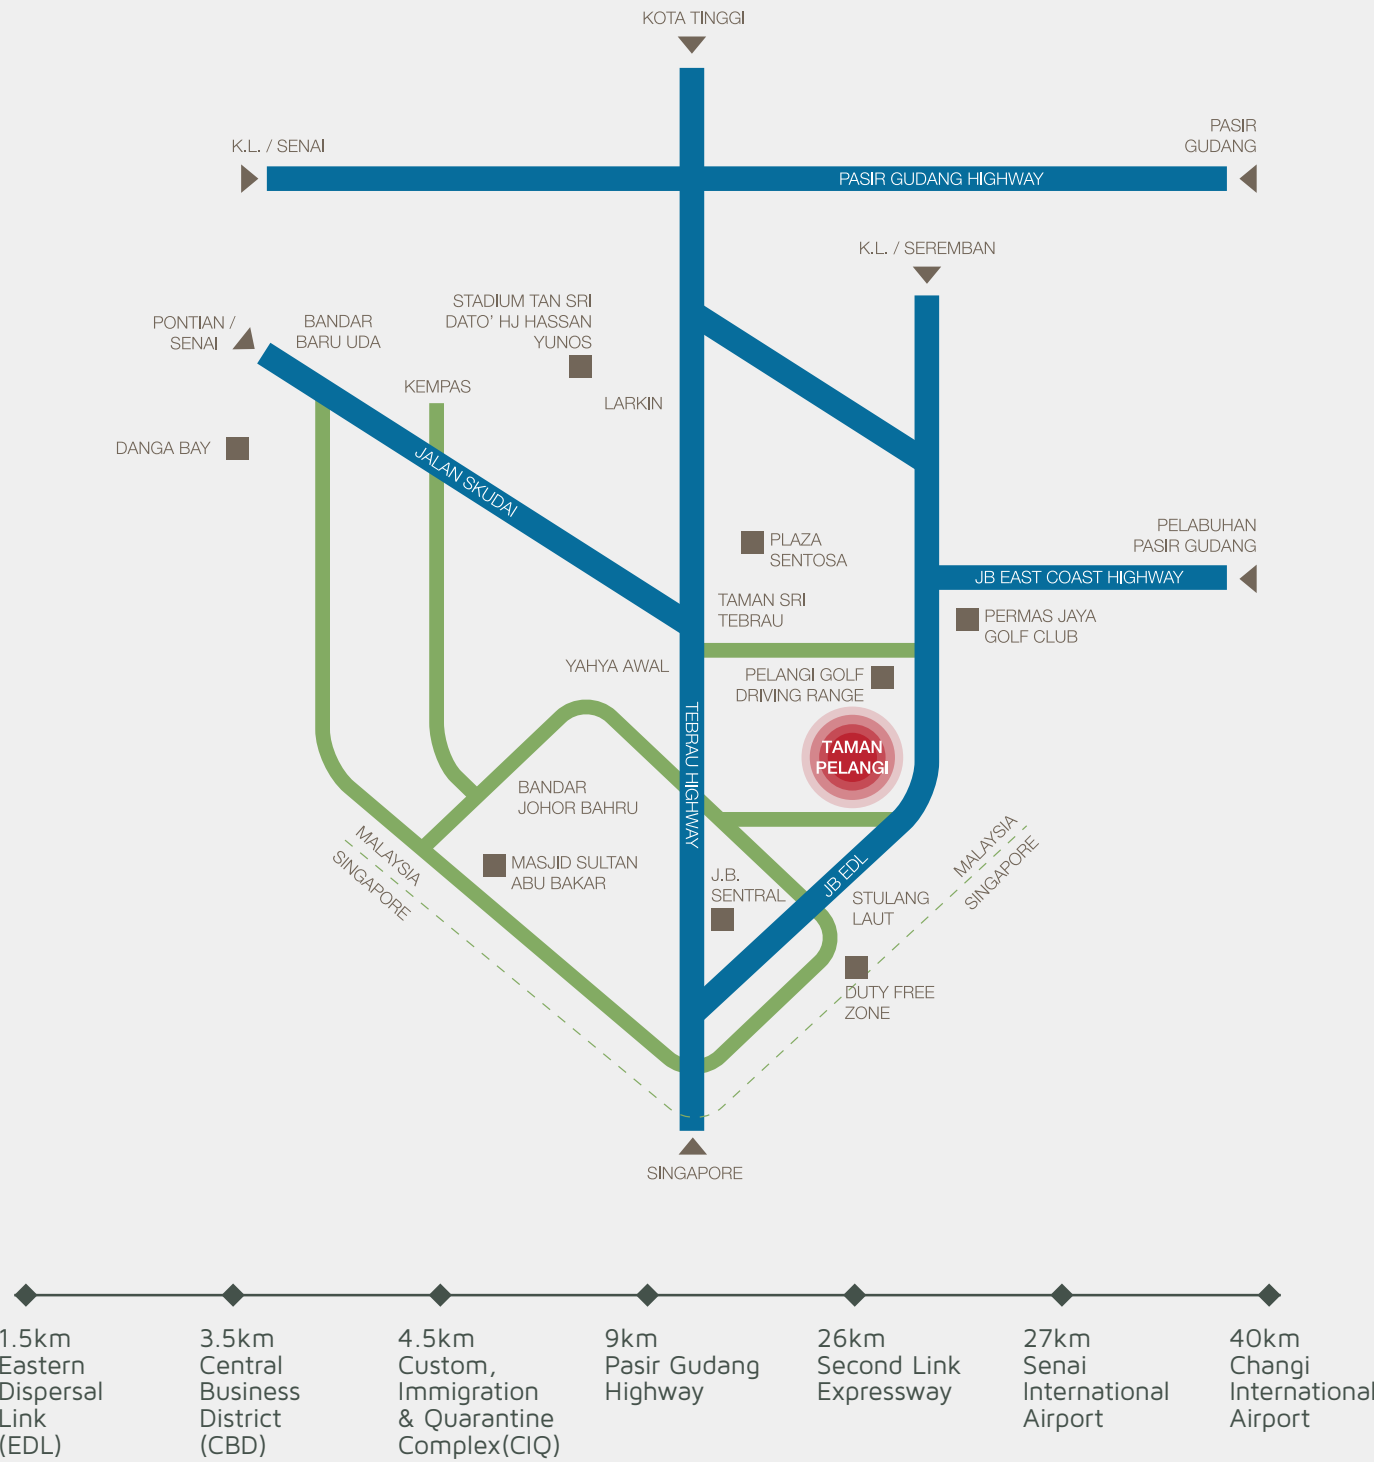 KOTA TINGGI
PASIR
GUDANG
K.L. / SENAI
PASIR GUDANG HIGHWAY
K.L. / SEREMBAN
STADIUM TAN SRI
DATO' HJ HASSAN
YUNOS
PONTIAN /
SENAI
BANDAR
BARU UDA
KEMPAS
LARKIN
DANGA BAY
JALAN SKUDAI
PLAZA
SENTOSA
PELABUHAN
PASIR GUDANG
JB EAST COAST HIGHWAY
TAMAN SRI
TEBRAU
PERMAS JAYA
GOLF CLUB
YAHYA AWAL
PELANGI GOLF
DRIVING RANGE
TEBRAU HIGHWAY
TAMAN
PELANGI
BANDAR
JOHOR BAHRU
MALAYSIA
SINGAPORE
MASJID SULTAN
ABU BAKAR
J.B.
SENTRAL
JB EDL
STULANG
LAUT
MALAYSIA
SINGAPORE
DUTY FREE
ZONE
SINGAPORE
1.5km
Eastern
Dispersal
Link
(EDL)
3.5km
Central
Business
District
(CBD)
4.5km
Custom,
Immigration
& Quarantine
Complex(CIQ)
9km
Pasir Gudang
Highway
26km
Second Link
Expressway
27km
Senai
International
Airport
40km
Changi
International
Airport